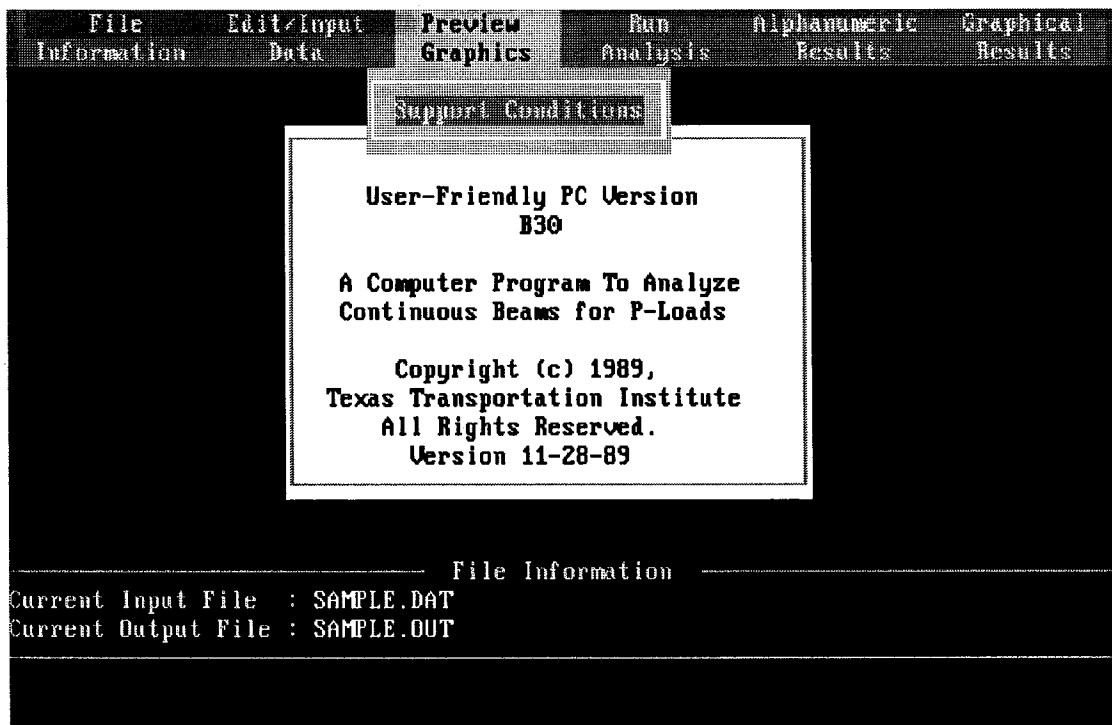 File Edit/Input Preview Run Alphanumeric Graphical
Information Data Graphics Analysis Results Results
Support Conditions
User-Friendly PC Version
B30
A Computer Program To Analyze
Continuous Beams for P-Loads
Copyright (c) 1989,
Texas Transportation Institute
All Rights Reserved.
Version 11-28-89
File Information
Current Input File : SAMPLE.DAT
Current Output File : SAMPLE.OUT